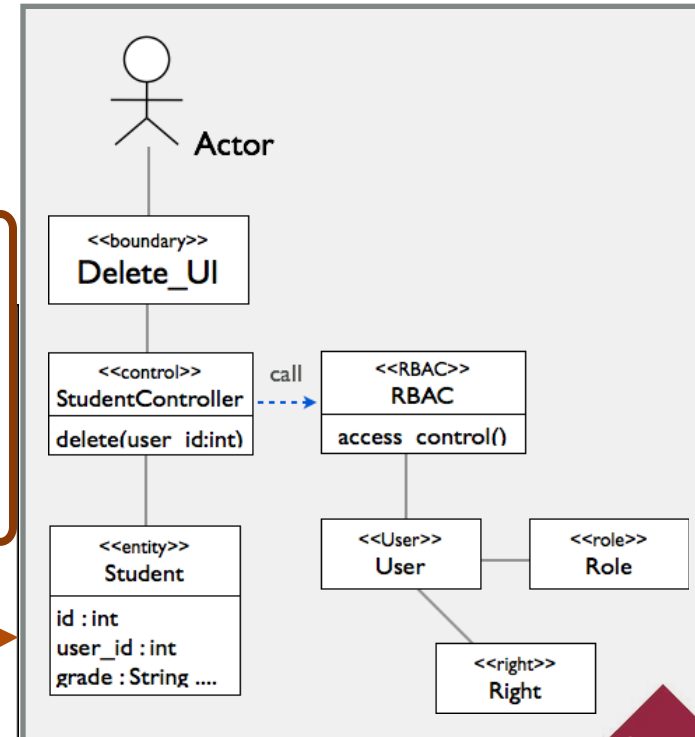 Actor
<<boundary>>
Delete_UI
<<control>>
StudentController
delete(user_id:int)
call
<<RBAC>>
RBAC
access_control()
<<entity>>
Student
id : int
user_id : int
grade : String ....
<<User>>
User
<<role>>
Role
<<right>>
Right